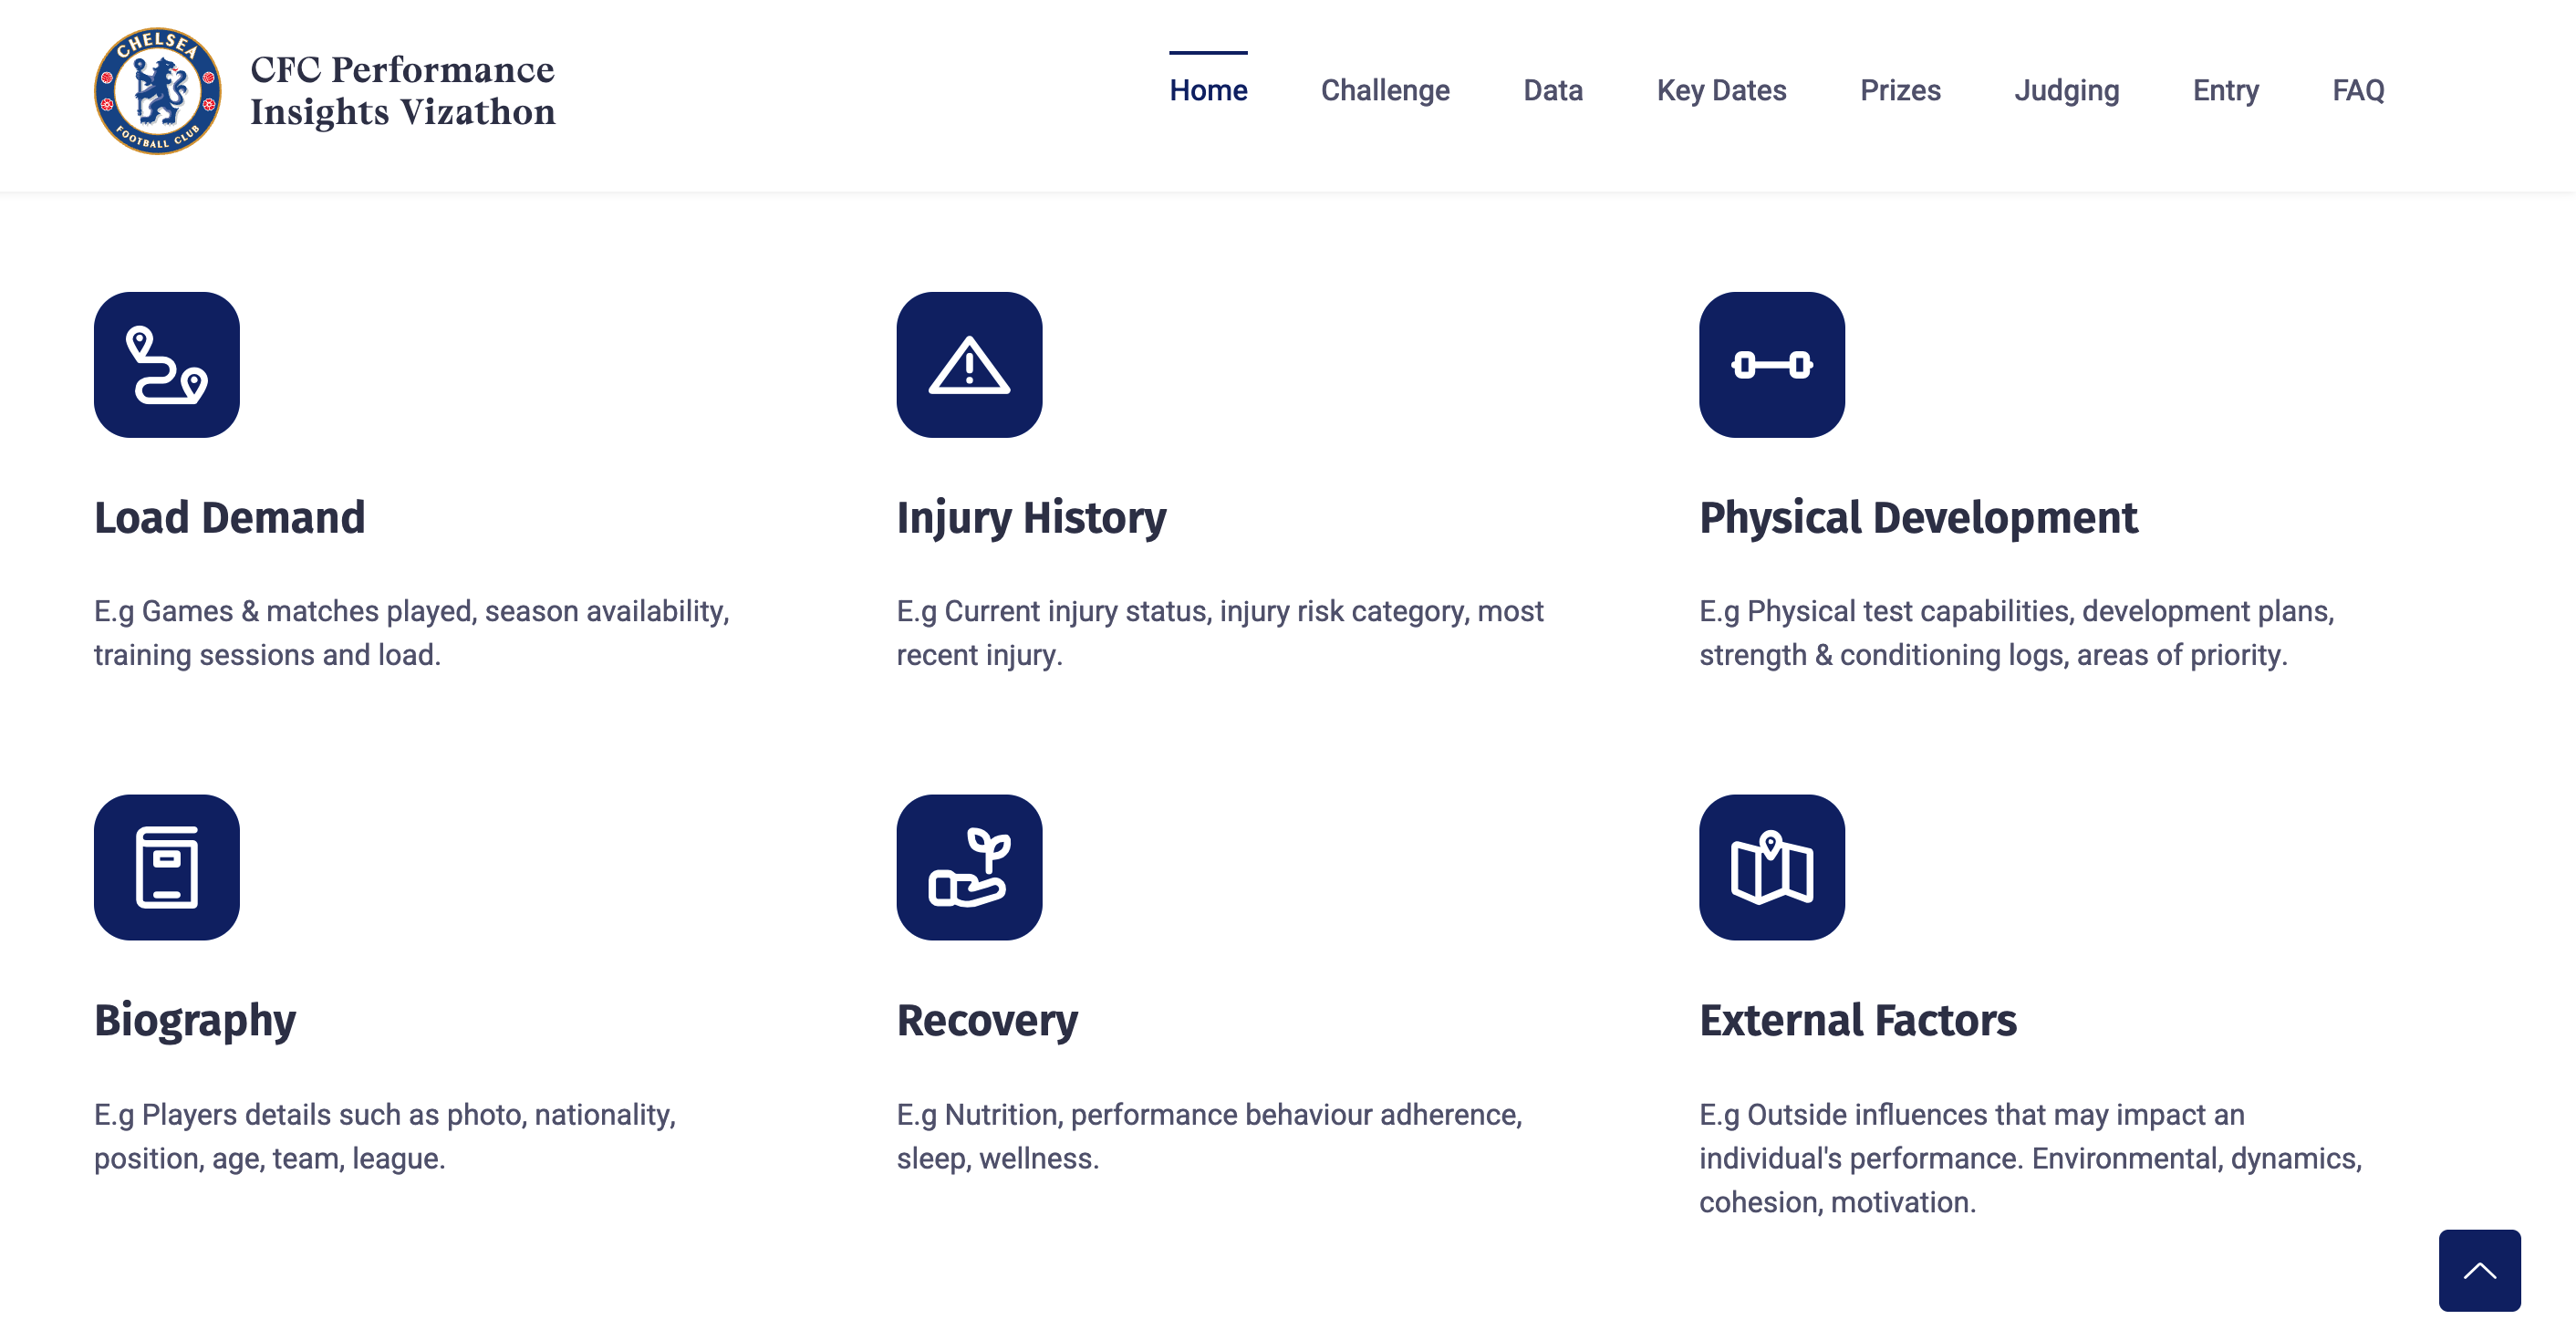 CHELSEA
FOOTBALL CLUB
CFC Performance
Insights Vizathon
Home Challenge Data Key Dates Prizes Judging Entry FAQ
Load Demand
E.g Games & matches played, season availability,
training sessions and load.
Injury History
E.g Current injury status, injury risk category, most
recent injury.
Physical Development
E.g Physical test capabilities, development plans,
strength & conditioning logs, areas of priority.
Biography
E.g Players details such as photo, nationality,
position, age, team, league.
Recovery
E.g Nutrition, performance behaviour adherence,
sleep, wellness.
External Factors
E.g Outside influences that may impact an
individual's performance. Environmental, dynamics,
cohesion, motivation.